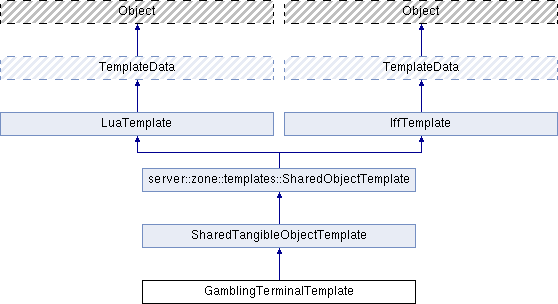 Object Object
TemplateData TemplateData
LuaTemplate IffTemplate
server::zone::templates::SharedObjectTemplate
SharedTangibleObjectTemplate
GamblingTerminalTemplate